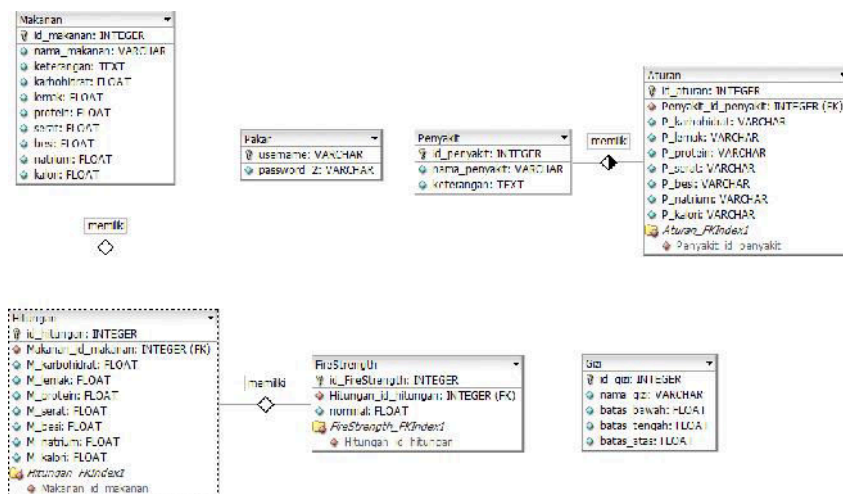 Makanan
id_makanan: INTEGER
nama_makanan: VARCHAR
keterangan: TEXT
karbohidrat: FLOAT
lemak: FLOAT
protein: FLOAT
serat: FLOAT
besi: FLOAT
natrium: FLOAT
kalori: FLOAT
memilki
Pakar
username: VARCHAR
password_2: VARCHAR
Penyakit
id_penyakit: INTEGER
nama_penyakit: VARCHAR
keterangan: TEXT
memilki
Aturan
id_aturan: INTEGER
Penyakit_id_penyakit: INTEGER (FK)
P_karbohidrat: VARCHAR
P_lemak: VARCHAR
P_protein: VARCHAR
P_serat: VARCHAR
P_besi: VARCHAR
P_natrium: VARCHAR
P_kalori: VARCHAR
Aturan_FKIndex1
Penyakit_id_penyakit
Hitungan
id_hitungan: INTEGER
Makanan_id_makanan: INTEGER (FK)
M_karbohidrat: FLOAT
M_lemak: FLOAT
M_protein: FLOAT
M_serat: FLOAT
M_besi: FLOAT
M_natrium: FLOAT
M_kalori: FLOAT
Hitungan_FKIndex1
Makanan_id_makanan
memilki
FireStrength
id_FireStrength: INTEGER
Hitungan_id_hitungan: INTEGER (FK)
nominal: FLOAT
FireStrength_FKIndex1
Hitungan_id_hitungan
Gizi
id_gizi: INTEGER
nama_gizi: VARCHAR
batas_bawah: FLOAT
batas_tengah: FLOAT
batas_atas: FLOAT